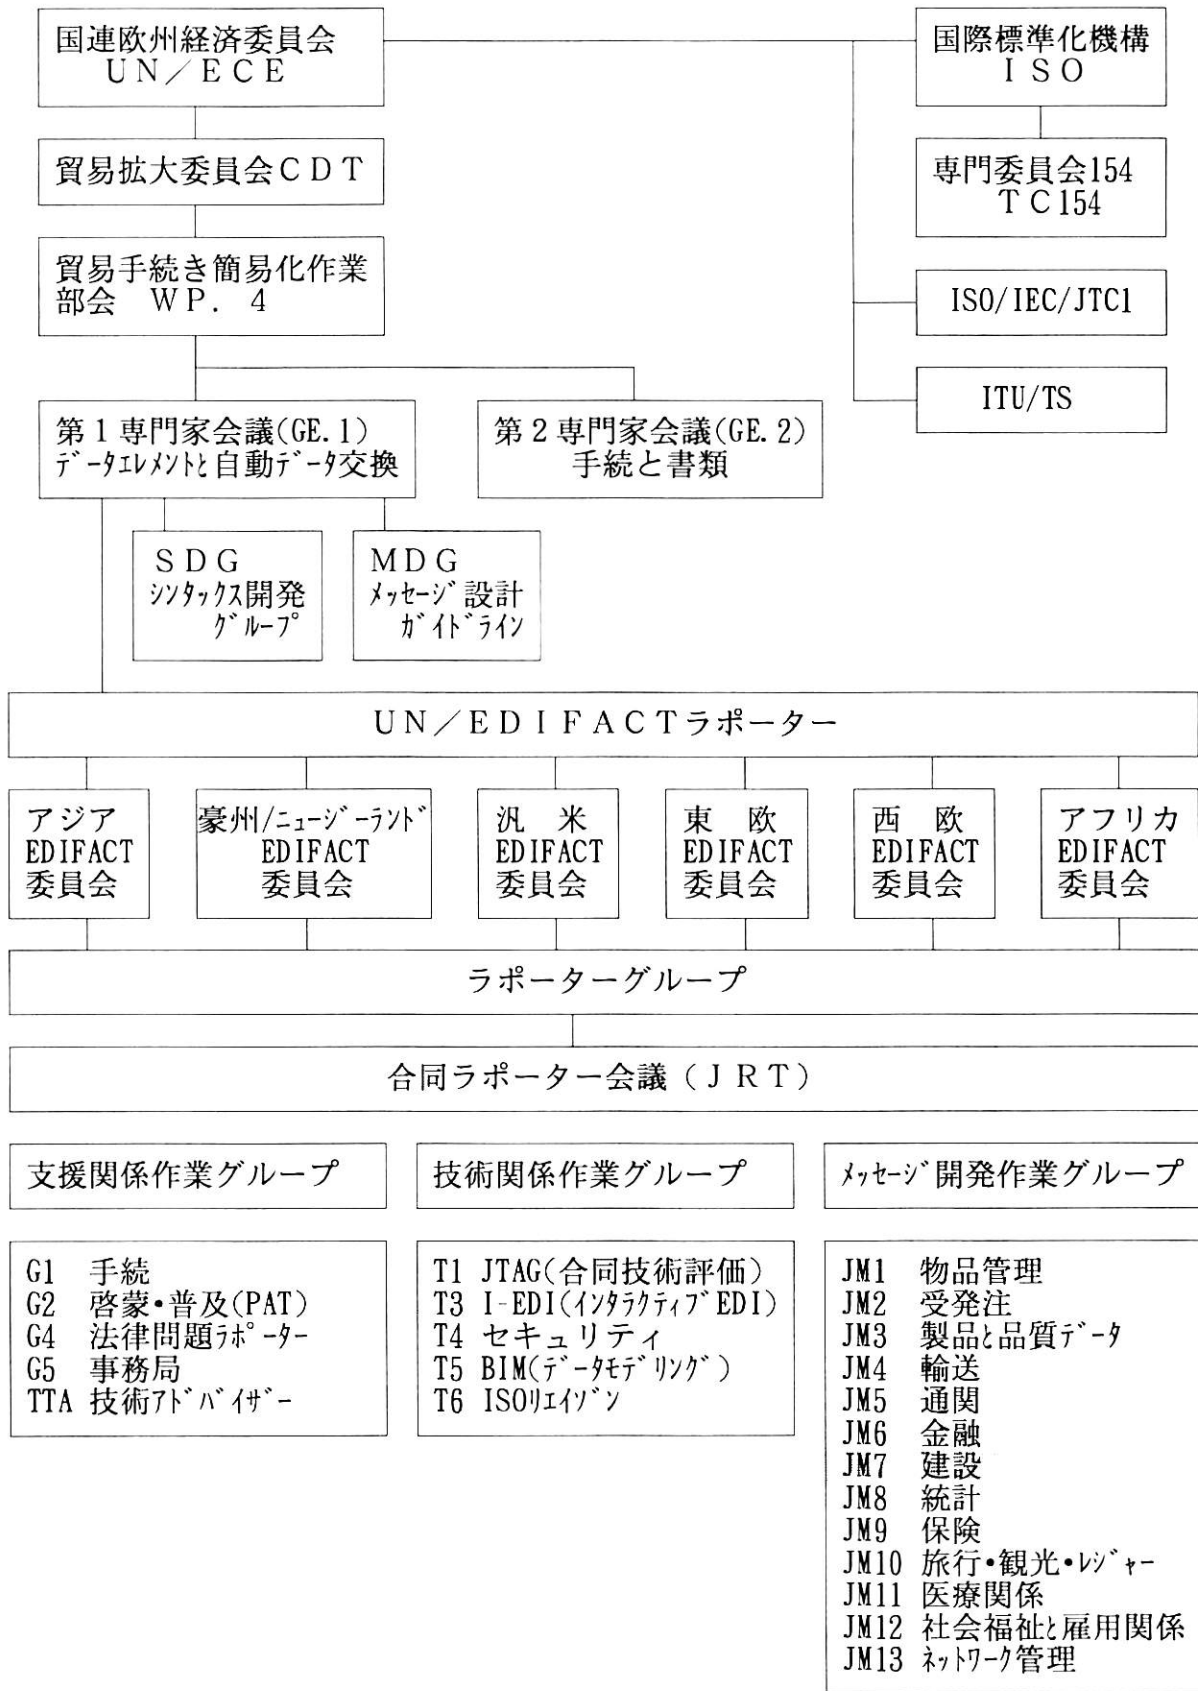 国連欧州経済委員会
UN/ECE
国際標準化機構
ISO
貿易拡大委員会CDT
専門委員会154
TC154
貿易手続き簡易化作業
部会 WP. 4
ISO/IEC/JTC1
ITU/TS
第1専門家会議(GE.1)
データエレメントと自動データ交換
第2専門家会議(GE.2)
手続と書類
SDG
シンタックス開発
グループ
MDG
メッセージ設計
ガイドライン
UN/EDIFACTラポーター
アジア
EDIFACT
委員会
豪州/ニュージーランド
EDIFACT
委員会
汎米
EDIFACT
委員会
東欧
EDIFACT
委員会
西欧
EDIFACT
委員会
アフリカ
EDIFACT
委員会
ラポーターグループ
合同ラポーター会議(JRT)
支援関係作業グループ
G1 手続
G2 啓蒙・普及(PAT)
G4 法律問題ラポーター
G5 事務局
TTA 技術アドバイザー
技術関係作業グループ
T1 JTAG(合同技術評価)
T3 I-EDI(インタラクティブEDI)
T4 セキュリティ
T5 BIM(データモデリング)
T6 ISOリエイゾン
メッセージ開発作業グループ
JM1 物品管理
JM2 受発注
JM3 製品と品質データ
JM4 輸送
JM5 通関
JM6 金融
JM7 建設
JM8 統計
JM9 保険
JM10 旅行・観光・レジャー
JM11 医療関係
JM12 社会福祉と雇用関係
JM13 ネットワーク管理